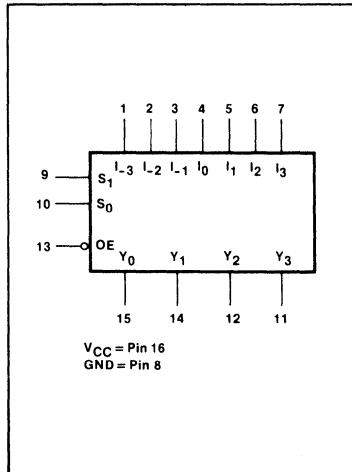 1 2 3 4 5 6 7
I-3 I-2 I-1 I0 I1 I2 I3
9 S1
10 S0
13 OE
Y0 Y1 Y2 Y3
15 14 12 11
VCC = Pin 16
GND = Pin 8